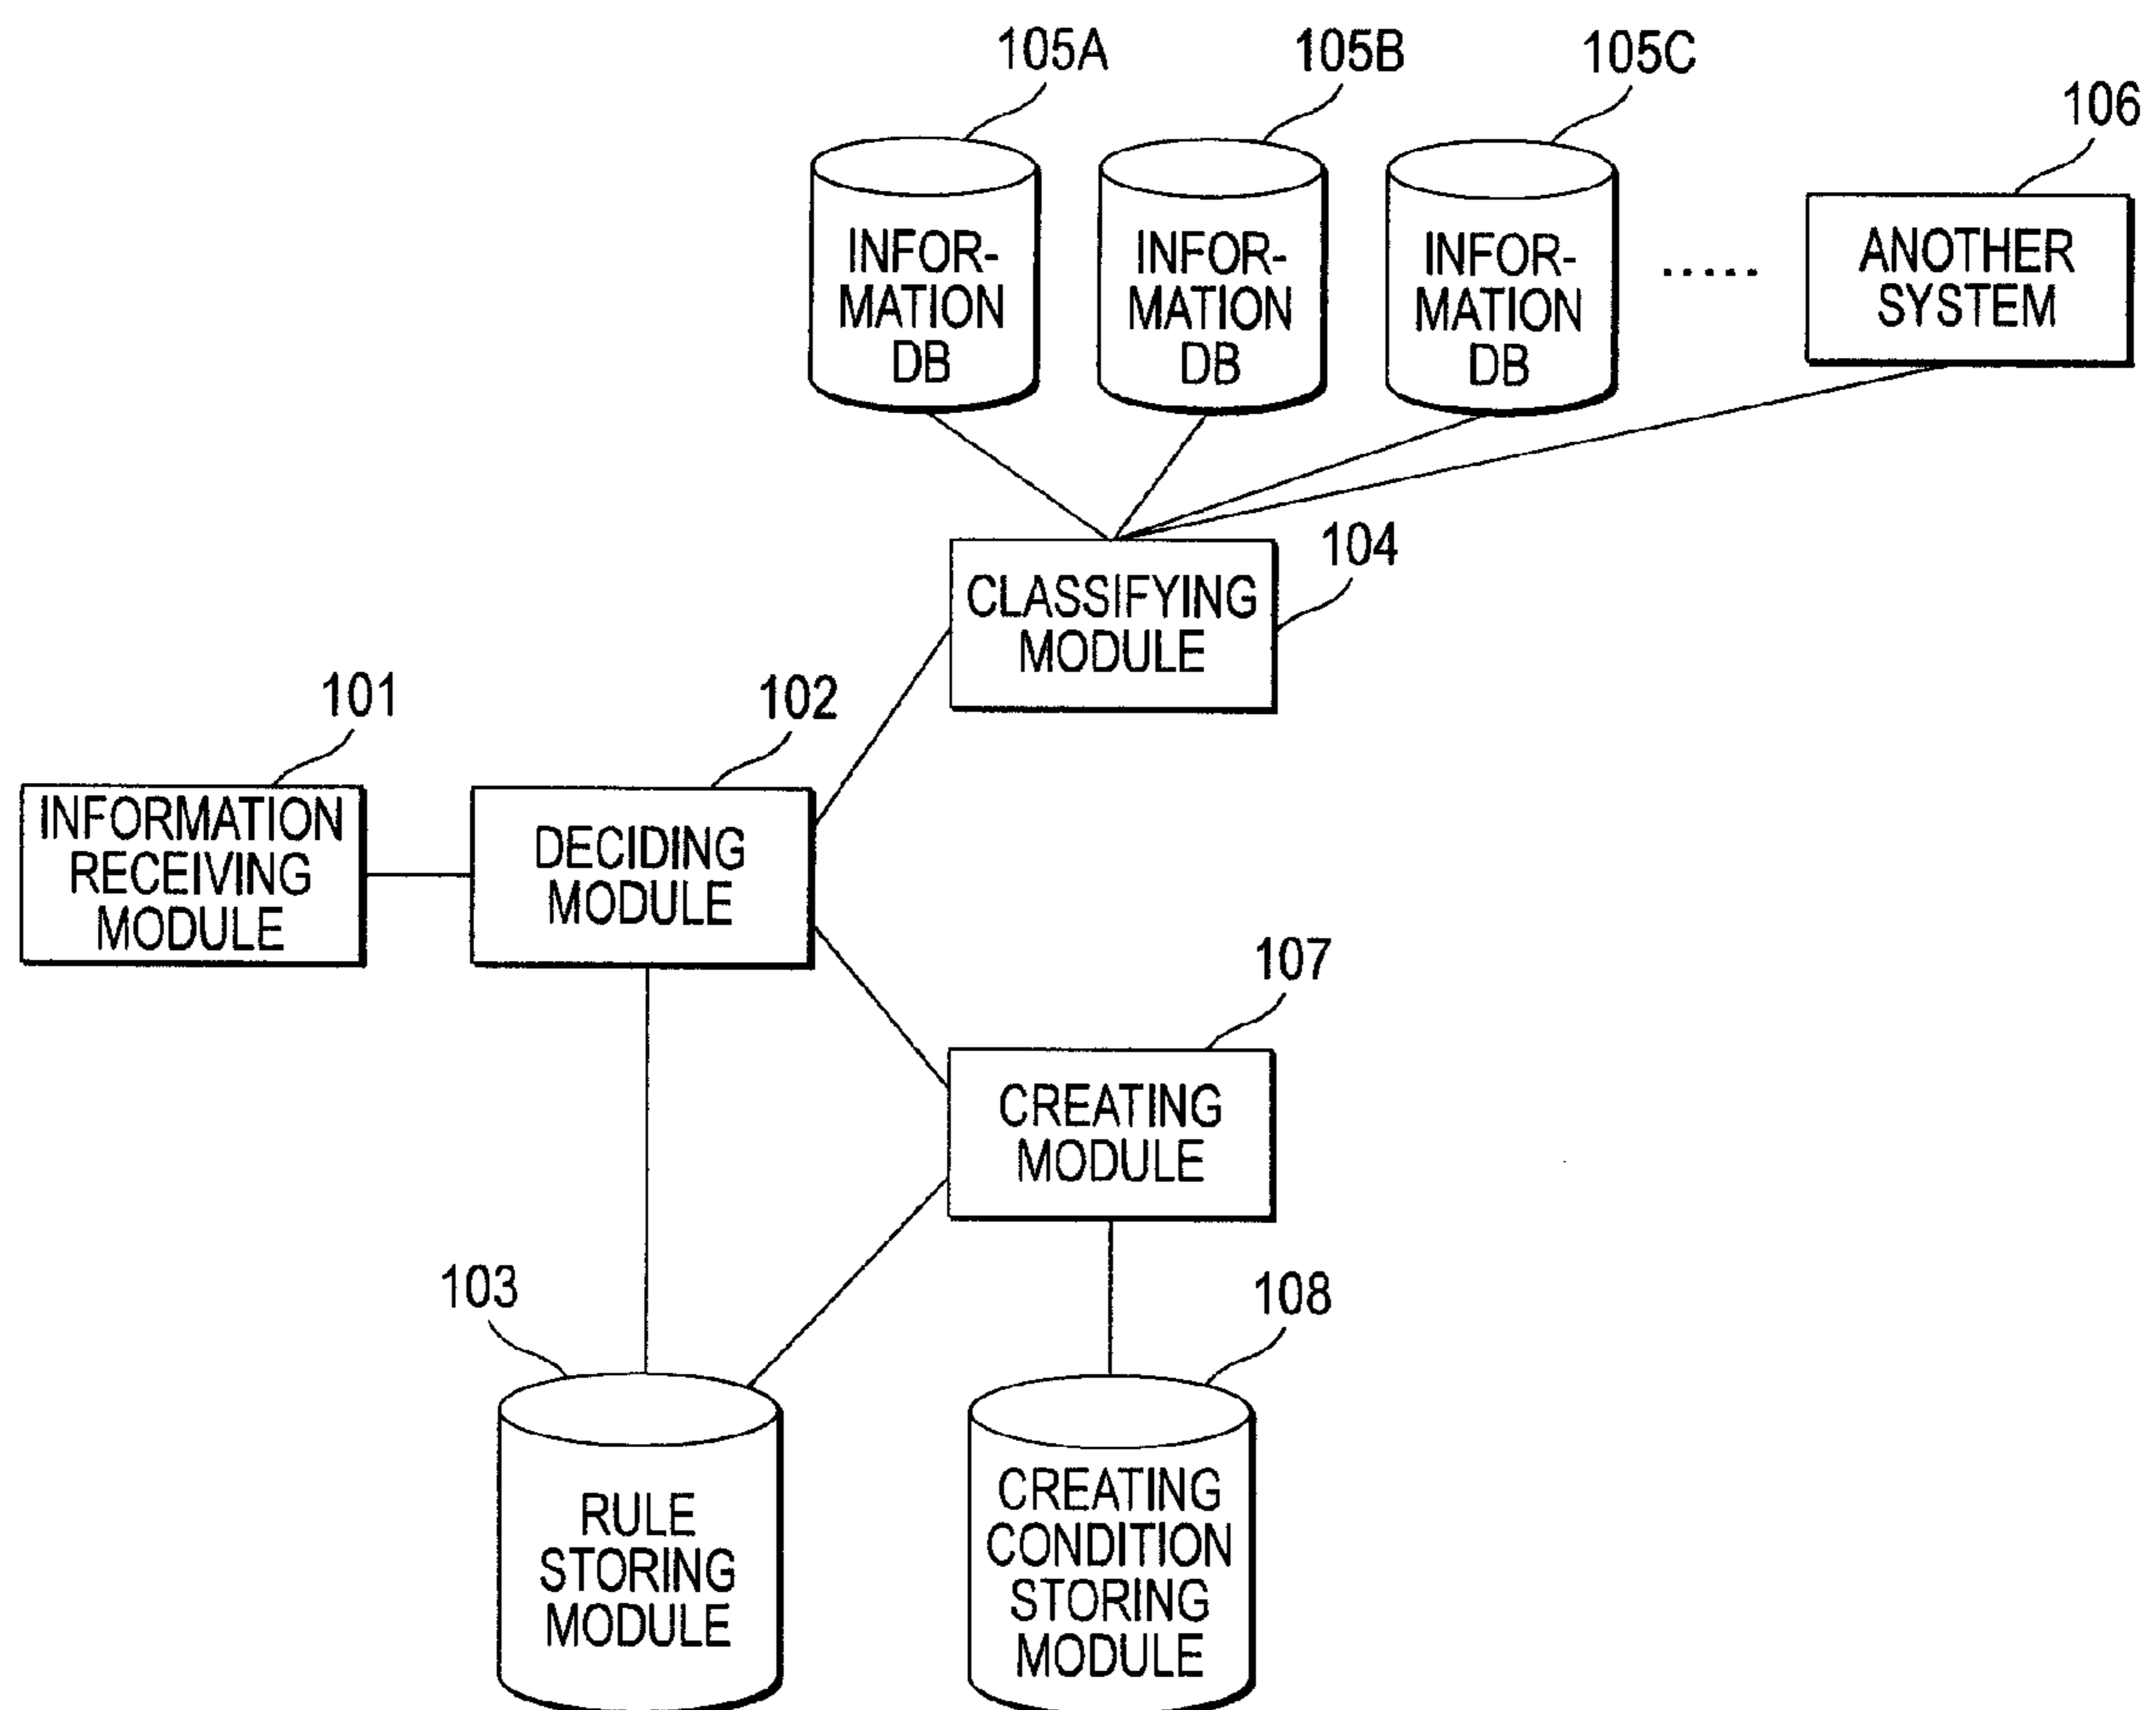 105A
105B
105C
106
INFOR-
MATION
DB
INFOR-
MATION
DB
INFOR-
MATION
DB
.....
ANOTHER
SYSTEM
104
CLASSIFYING
MODULE
101
102
INFORMATION
RECEIVING
MODULE
DECIDING
MODULE
107
CREATING
MODULE
103
108
RULE
STORING
MODULE
CREATING
CONDITION
STORING
MODULE